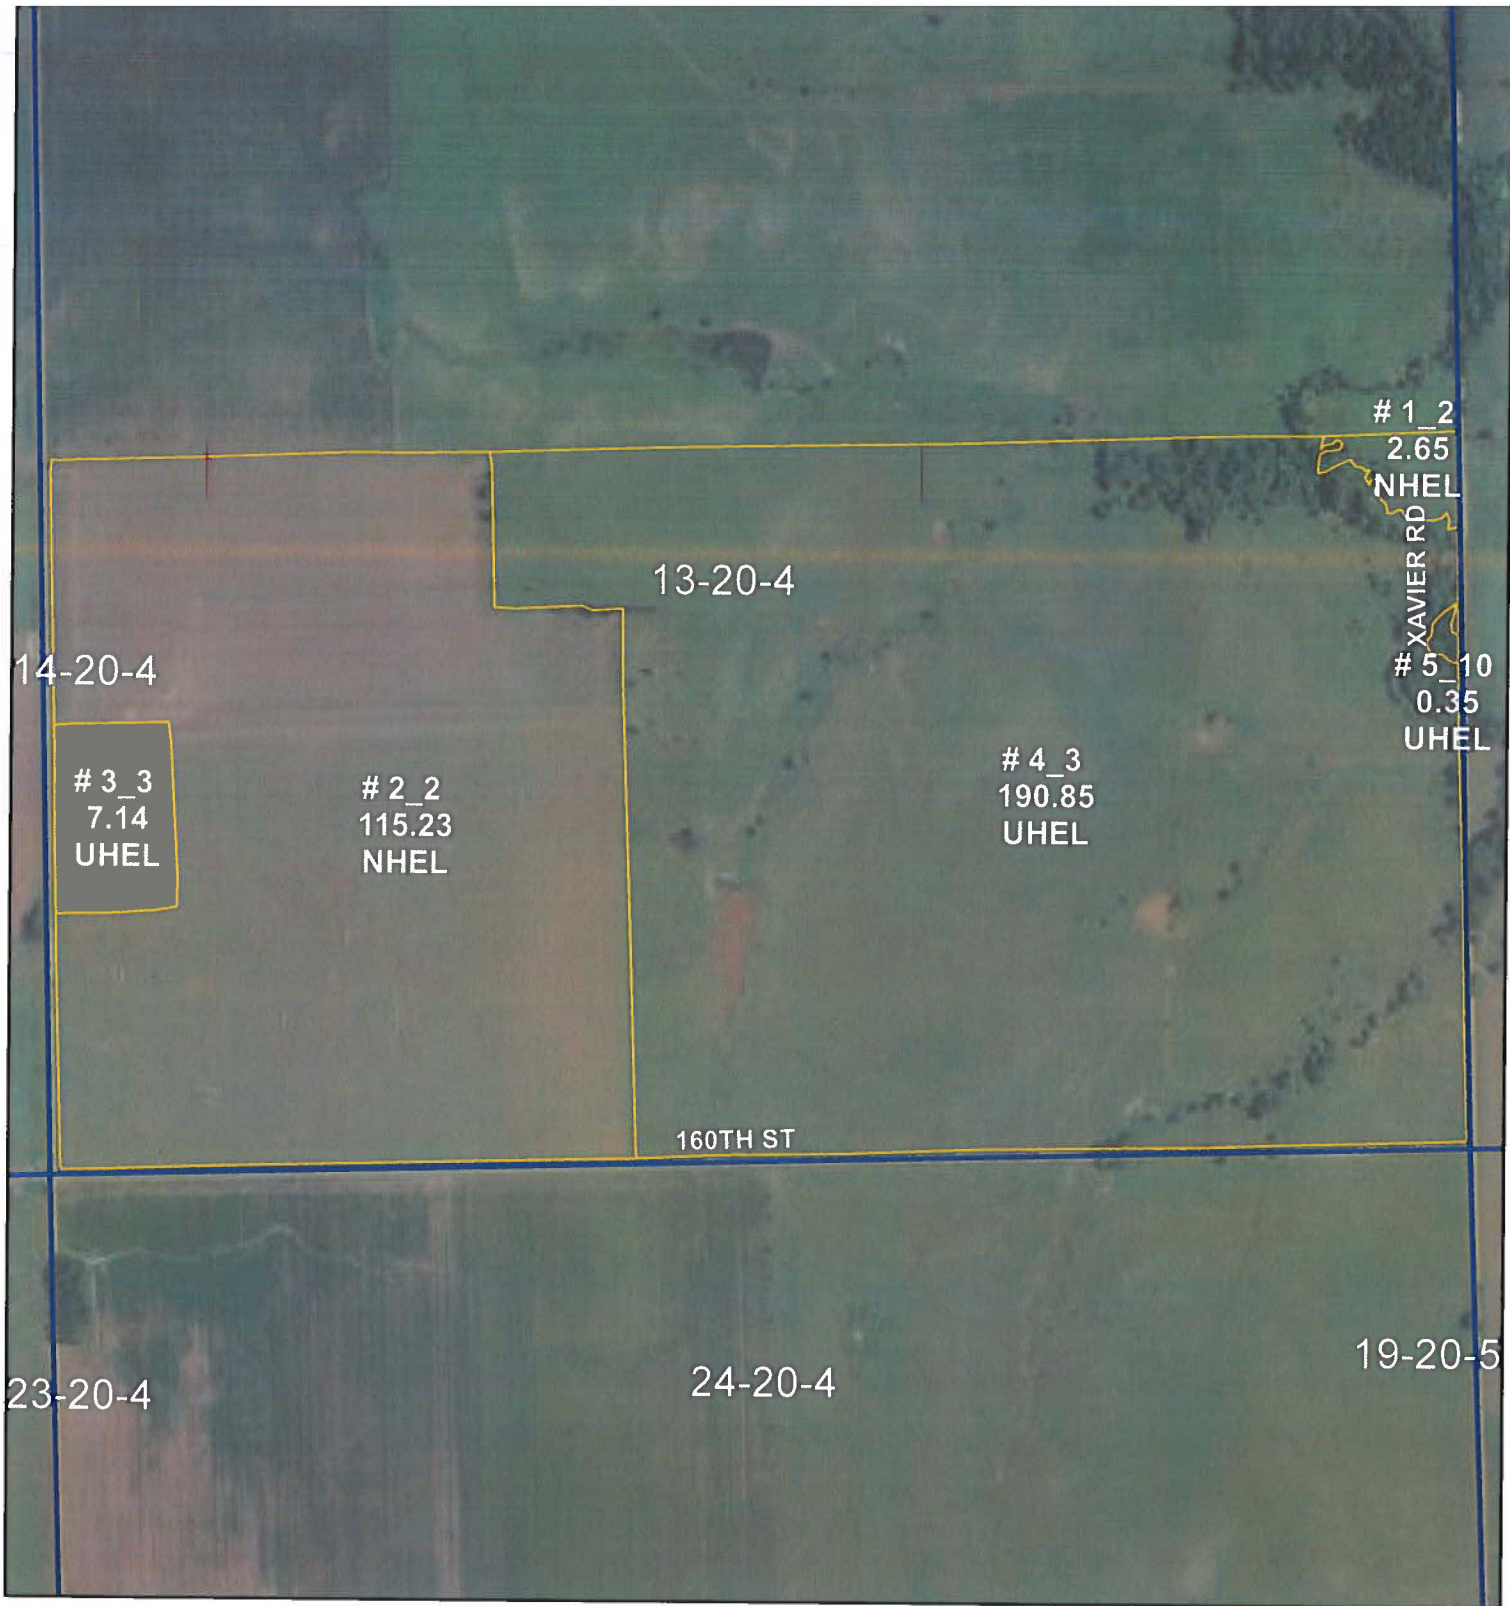 # 1_2
2.65
NHEL
XAVIER RD
13-20-4
14-20-4
# 5_10
0.35
UHEL
# 3_3
7.14
UHEL
# 2_2
115.23
NHEL
# 4_3
190.85
UHEL
160TH ST
23-20-4
24-20-4
19-20-5